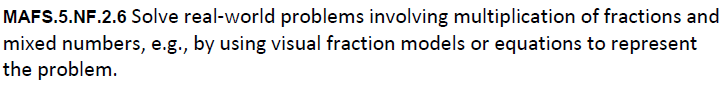 MAFS.5.NF.2.6 Solve real-world problems involving multiplication of fractions and
mixed numbers, e.g., by using visual fraction models or equations to represent
the problem.